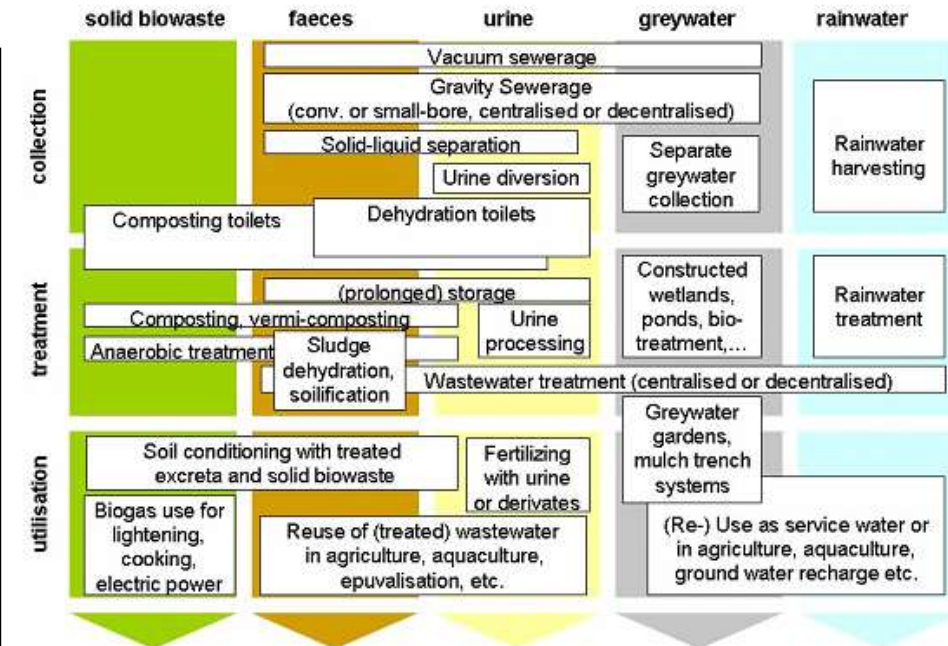 solid biowaste faeces urine greywater rainwater
collection
Vacuum sewerage
Gravity Sewerage
(conv. or small-bore, centralised or decentralised)
Solid-liquid separation
Urine diversion
Separate
greywater
collection
Rainwater
harvesting
Composting toilets
Dehydration toilets
treatment
(prolonged) storage
Composting, vermi-composting
Urine
processing
Anaerobic treatment
Sludge
dehydration,
soilification
Constructed
wetlands,
ponds, bio-
treatment,...
Rainwater
treatment
Wastewater treatment (centralised or decentralised)
Greywater
gardens,
mulch trench
systems
utilisation
Soil conditioning with treated
excreta and solid biowaste
Fertilizing
with urine
or derivates
Biogas use for
lightening,
cooking,
electric power
Reuse of (treated) wastewater
in agriculture, aquaculture,
epuvalisation, etc.
(Re-) Use as service water or
in agriculture, aquaculture,
ground water recharge etc.